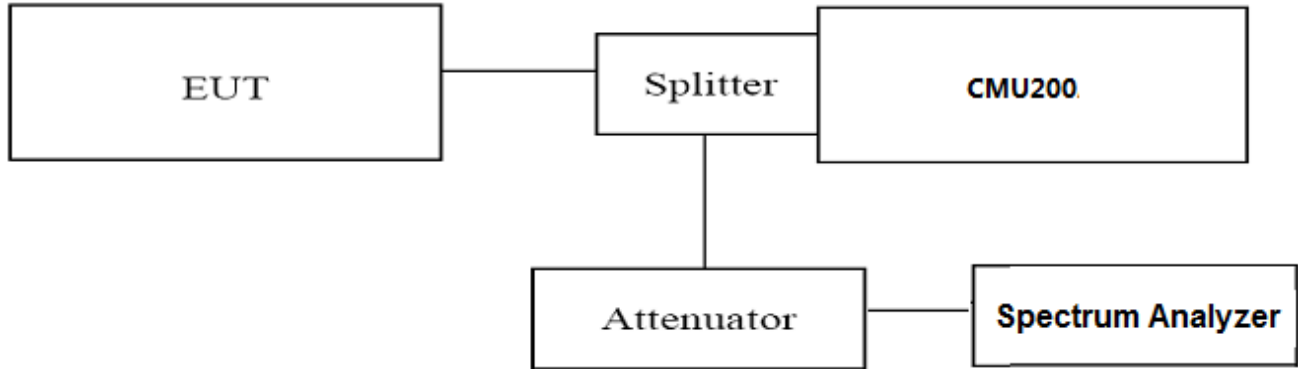 EUT
Splitter
CMU200.
Attenuator
Spectrum Analyzer